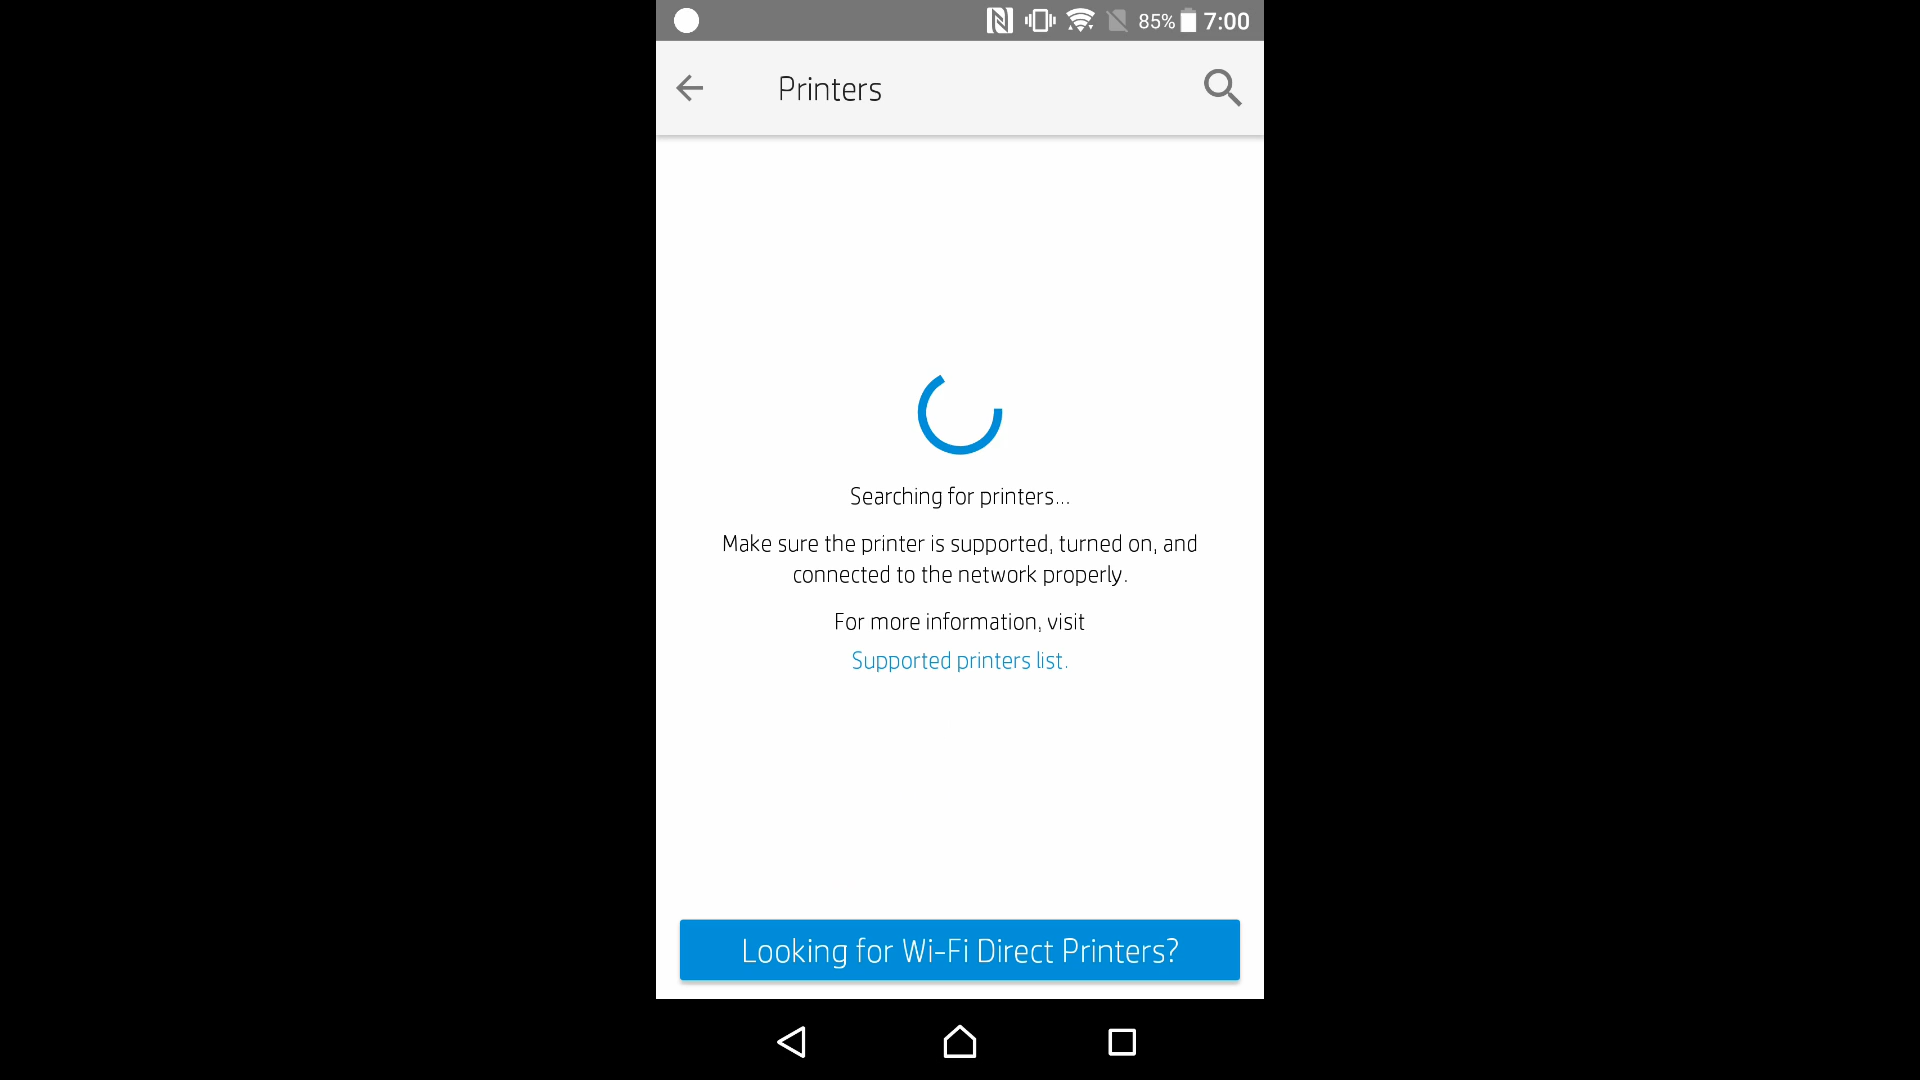 85% 7:00
Printers
Searching for printers...
Make sure the printer is supported, turned on, and
connected to the network properly.
For more information, visit
Supported printers list.
Looking for Wi-Fi Direct Printers?